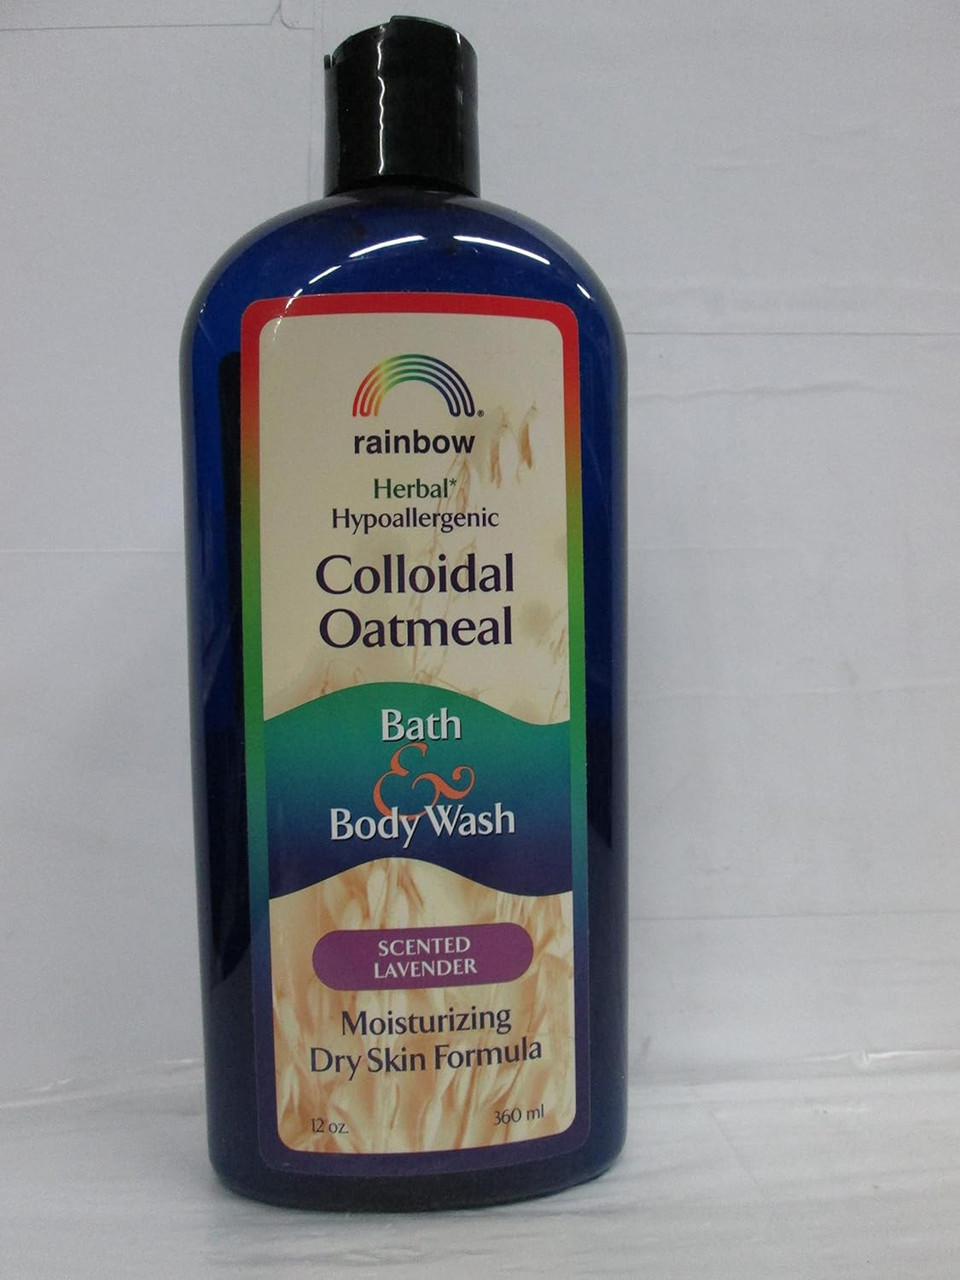 rainbow®
Herbal*
Hypoallergenic
Colloidal
Oatmeal
Bath
&
Body Wash
SCENTED
LAVENDER
Moisturizing
Dry Skin Formula
12 oz. 360 ml